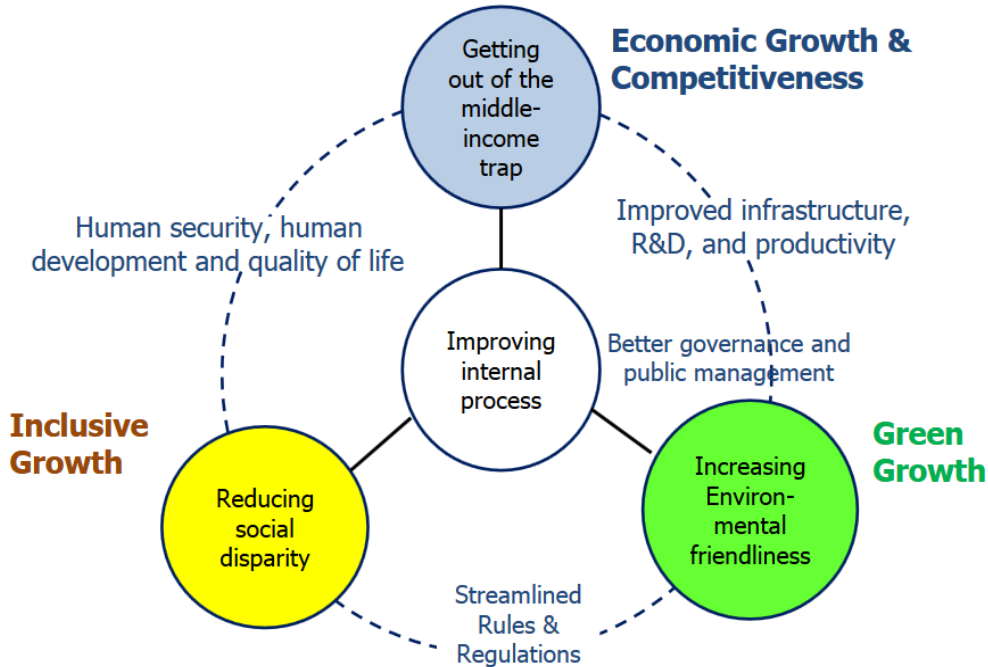 Getting
out of the
middle-
income
trap
Economic Growth &
Competitiveness
Human security, human
development and quality of life
Improved infrastructure,
R&D, and productivity
Improving
internal
process
Better governance and
public management
Inclusive
Growth
Reducing
social
disparity
Green
Growth
Increasing
Environ-
mental
friendliness
Streamlined
Rules &
Regulations